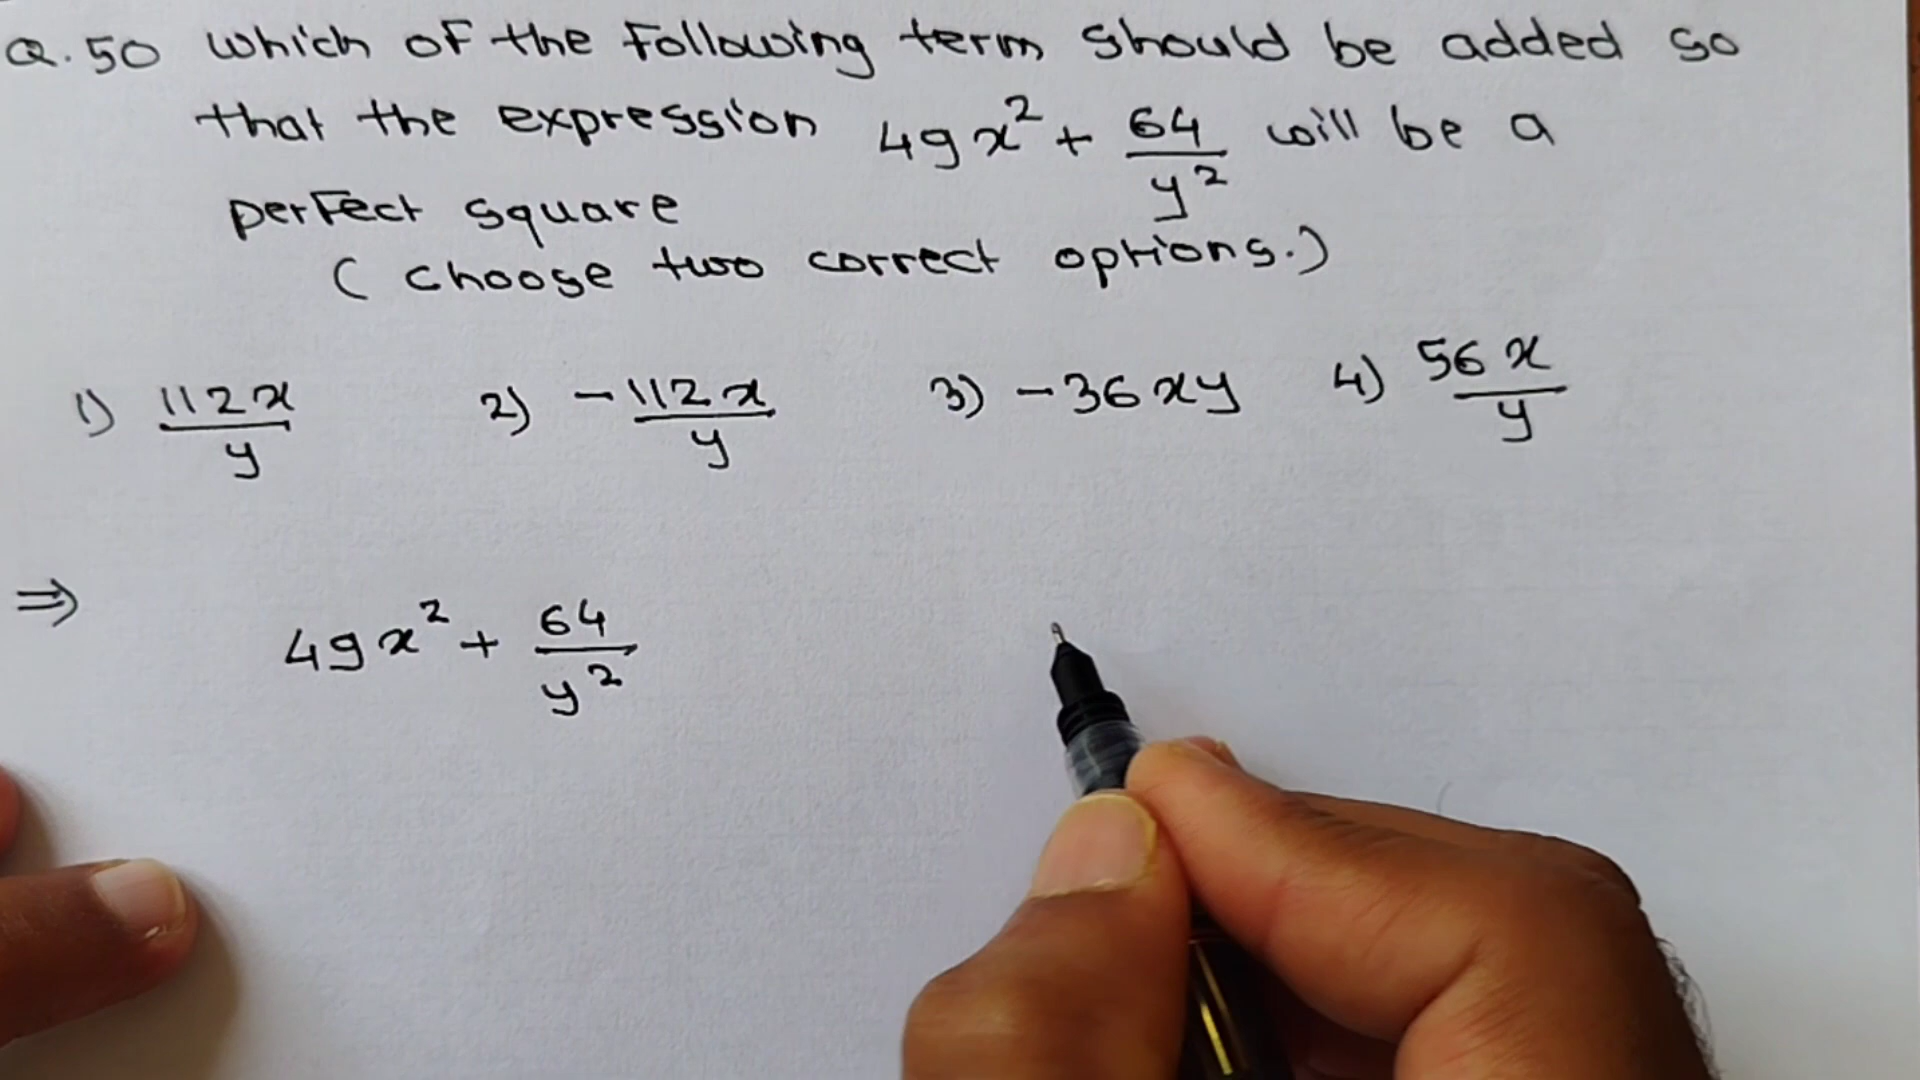 Q. 50 Which of the following term should be added so
that the expression 49x² + 64/y² will be a
perfect square
( Choose two correct options.)
1) 112x/y 2) -112x/y 3) -36xy 4) 56x/y
⇒ 49x² + 64/y²